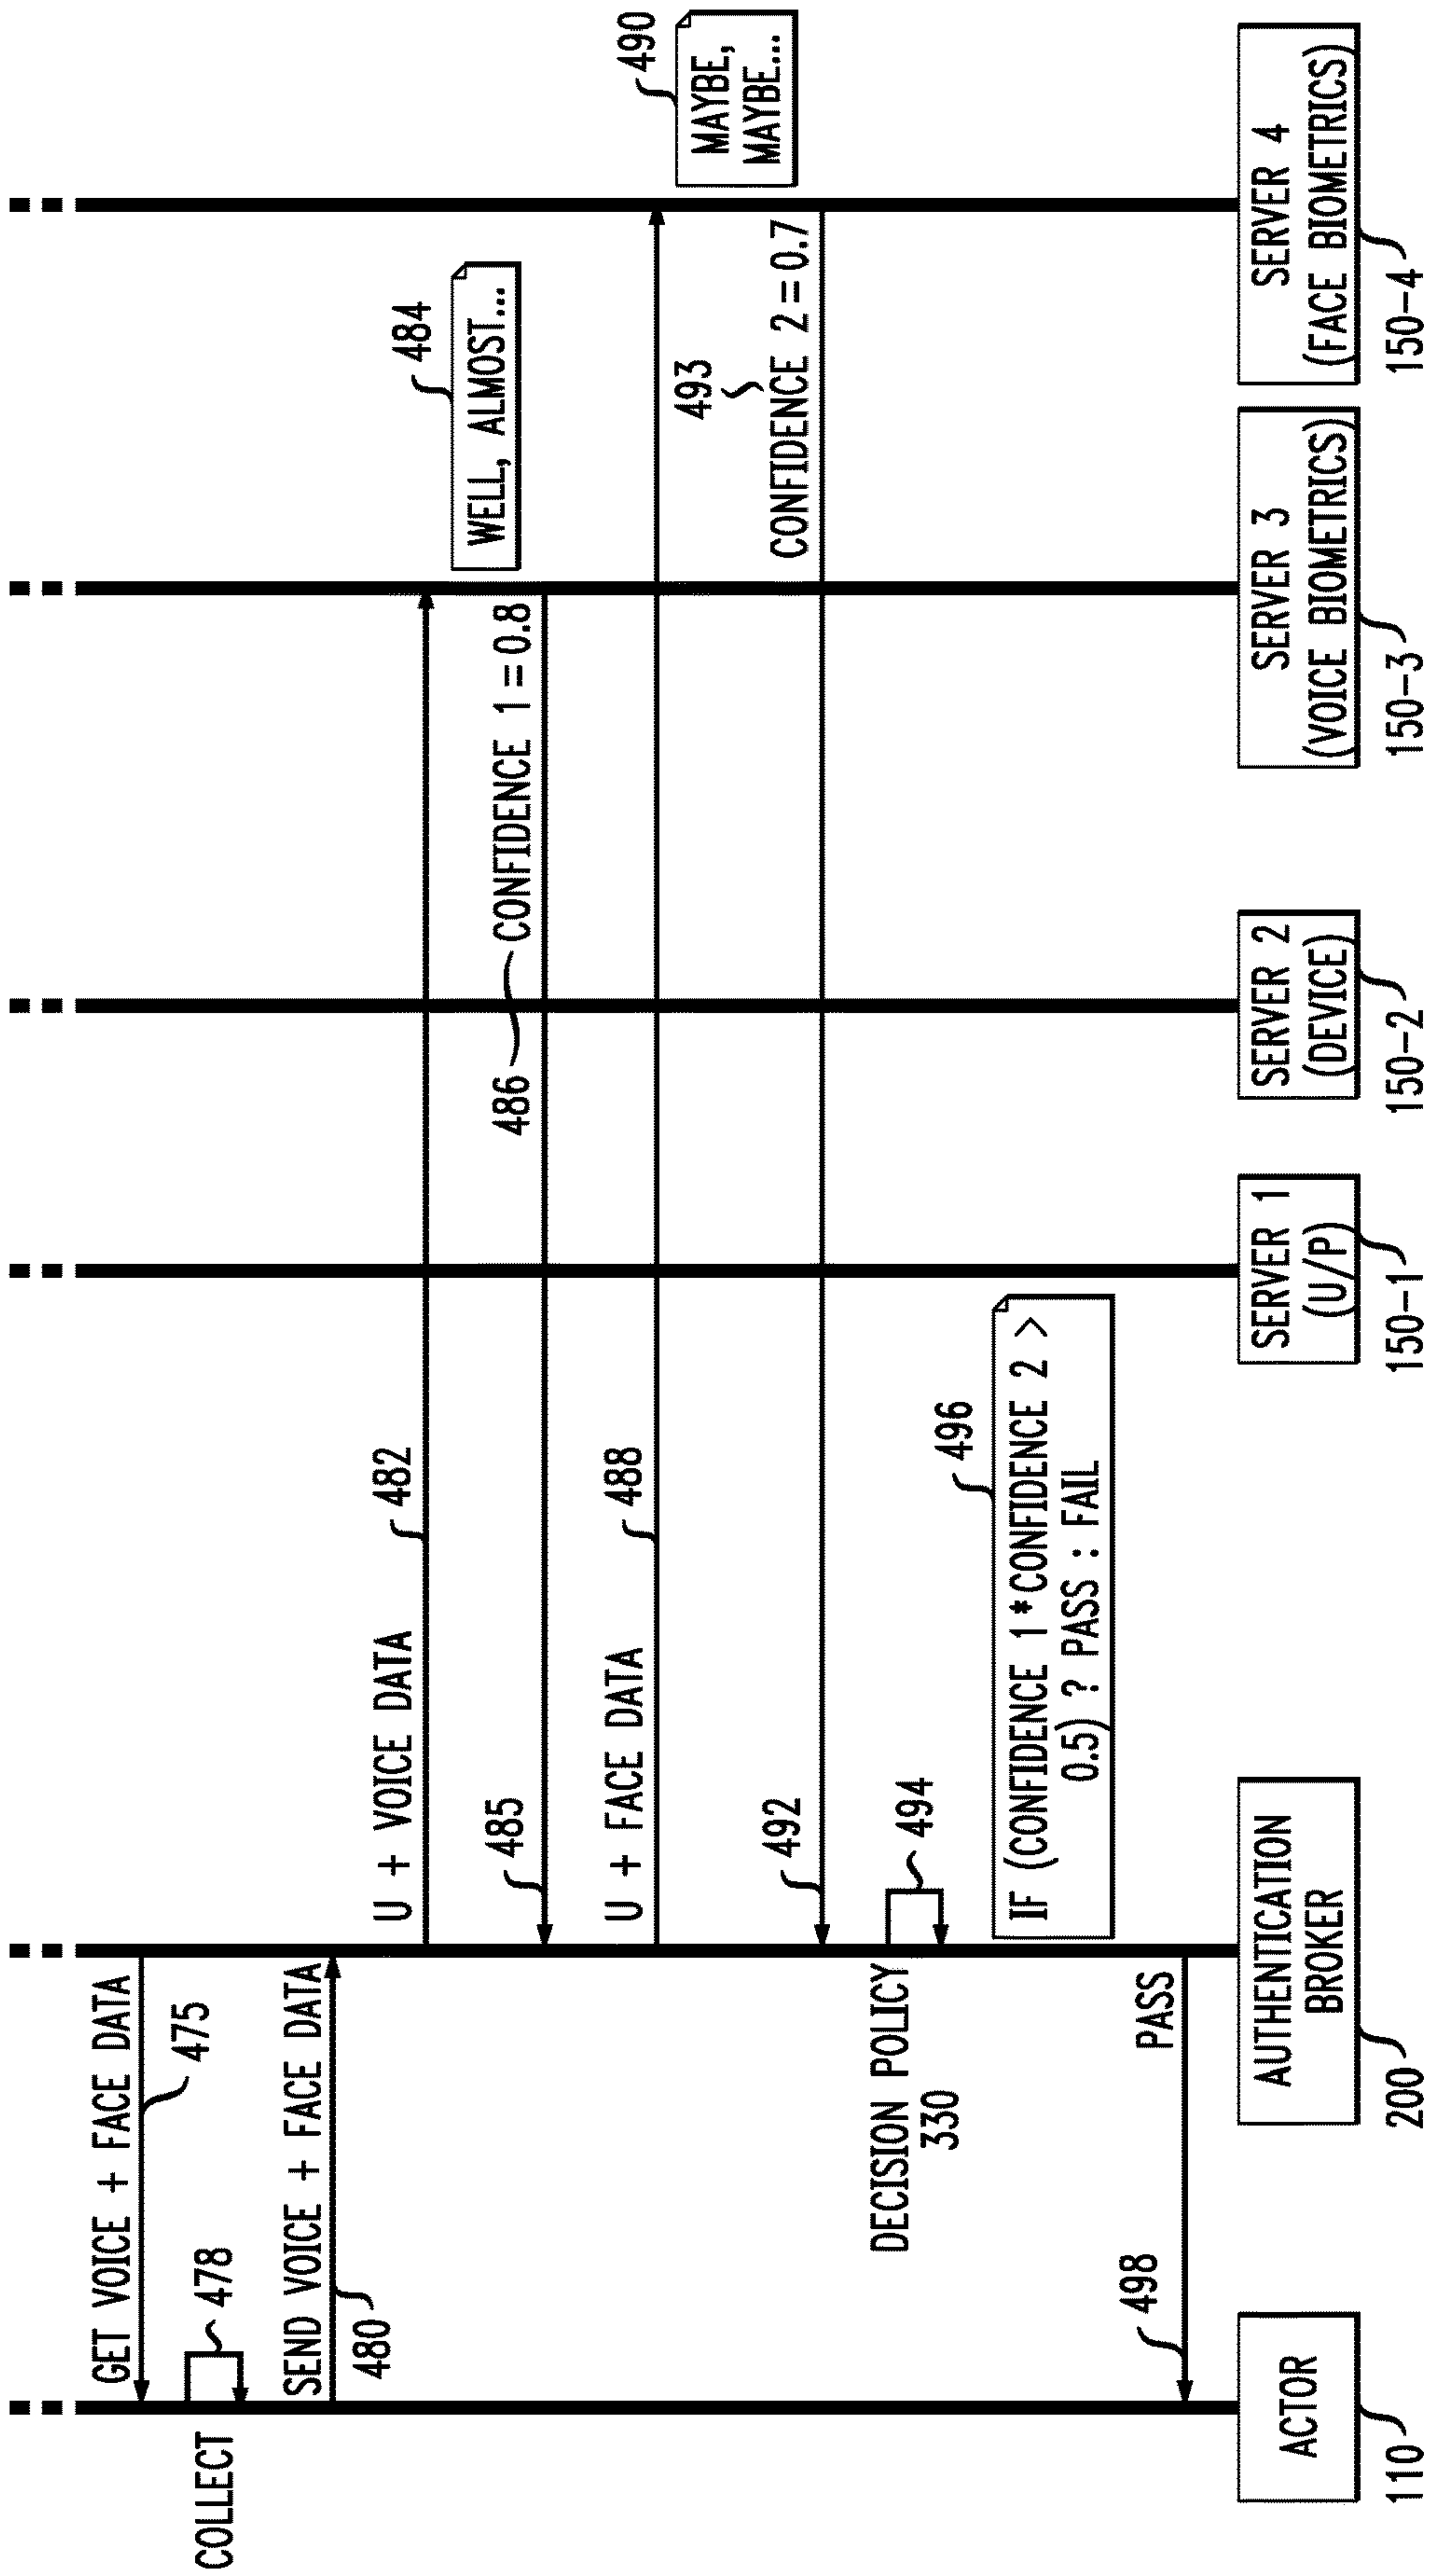 GET VOICE + FACE DATA
475
COLLECT
478
SEND VOICE + FACE DATA
480
U + VOICE DATA
482
484
WELL, ALMOST...
485
486
CONFIDENCE 1 = 0.8
U + FACE DATA
488
490
MAYBE,
MAYBE...
492
493
CONFIDENCE 2 = 0.7
DECISION POLICY
330
494
496
IF (CONFIDENCE 1 * CONFIDENCE 2 >
0.5) ? PASS : FAIL
498
PASS
ACTOR
110
AUTHENTICATION
BROKER
200
SERVER 1
(U/P)
150-1
SERVER 2
(DEVICE)
150-2
SERVER 3
(VOICE BIOMETRICS)
150-3
SERVER 4
(FACE BIOMETRICS)
150-4